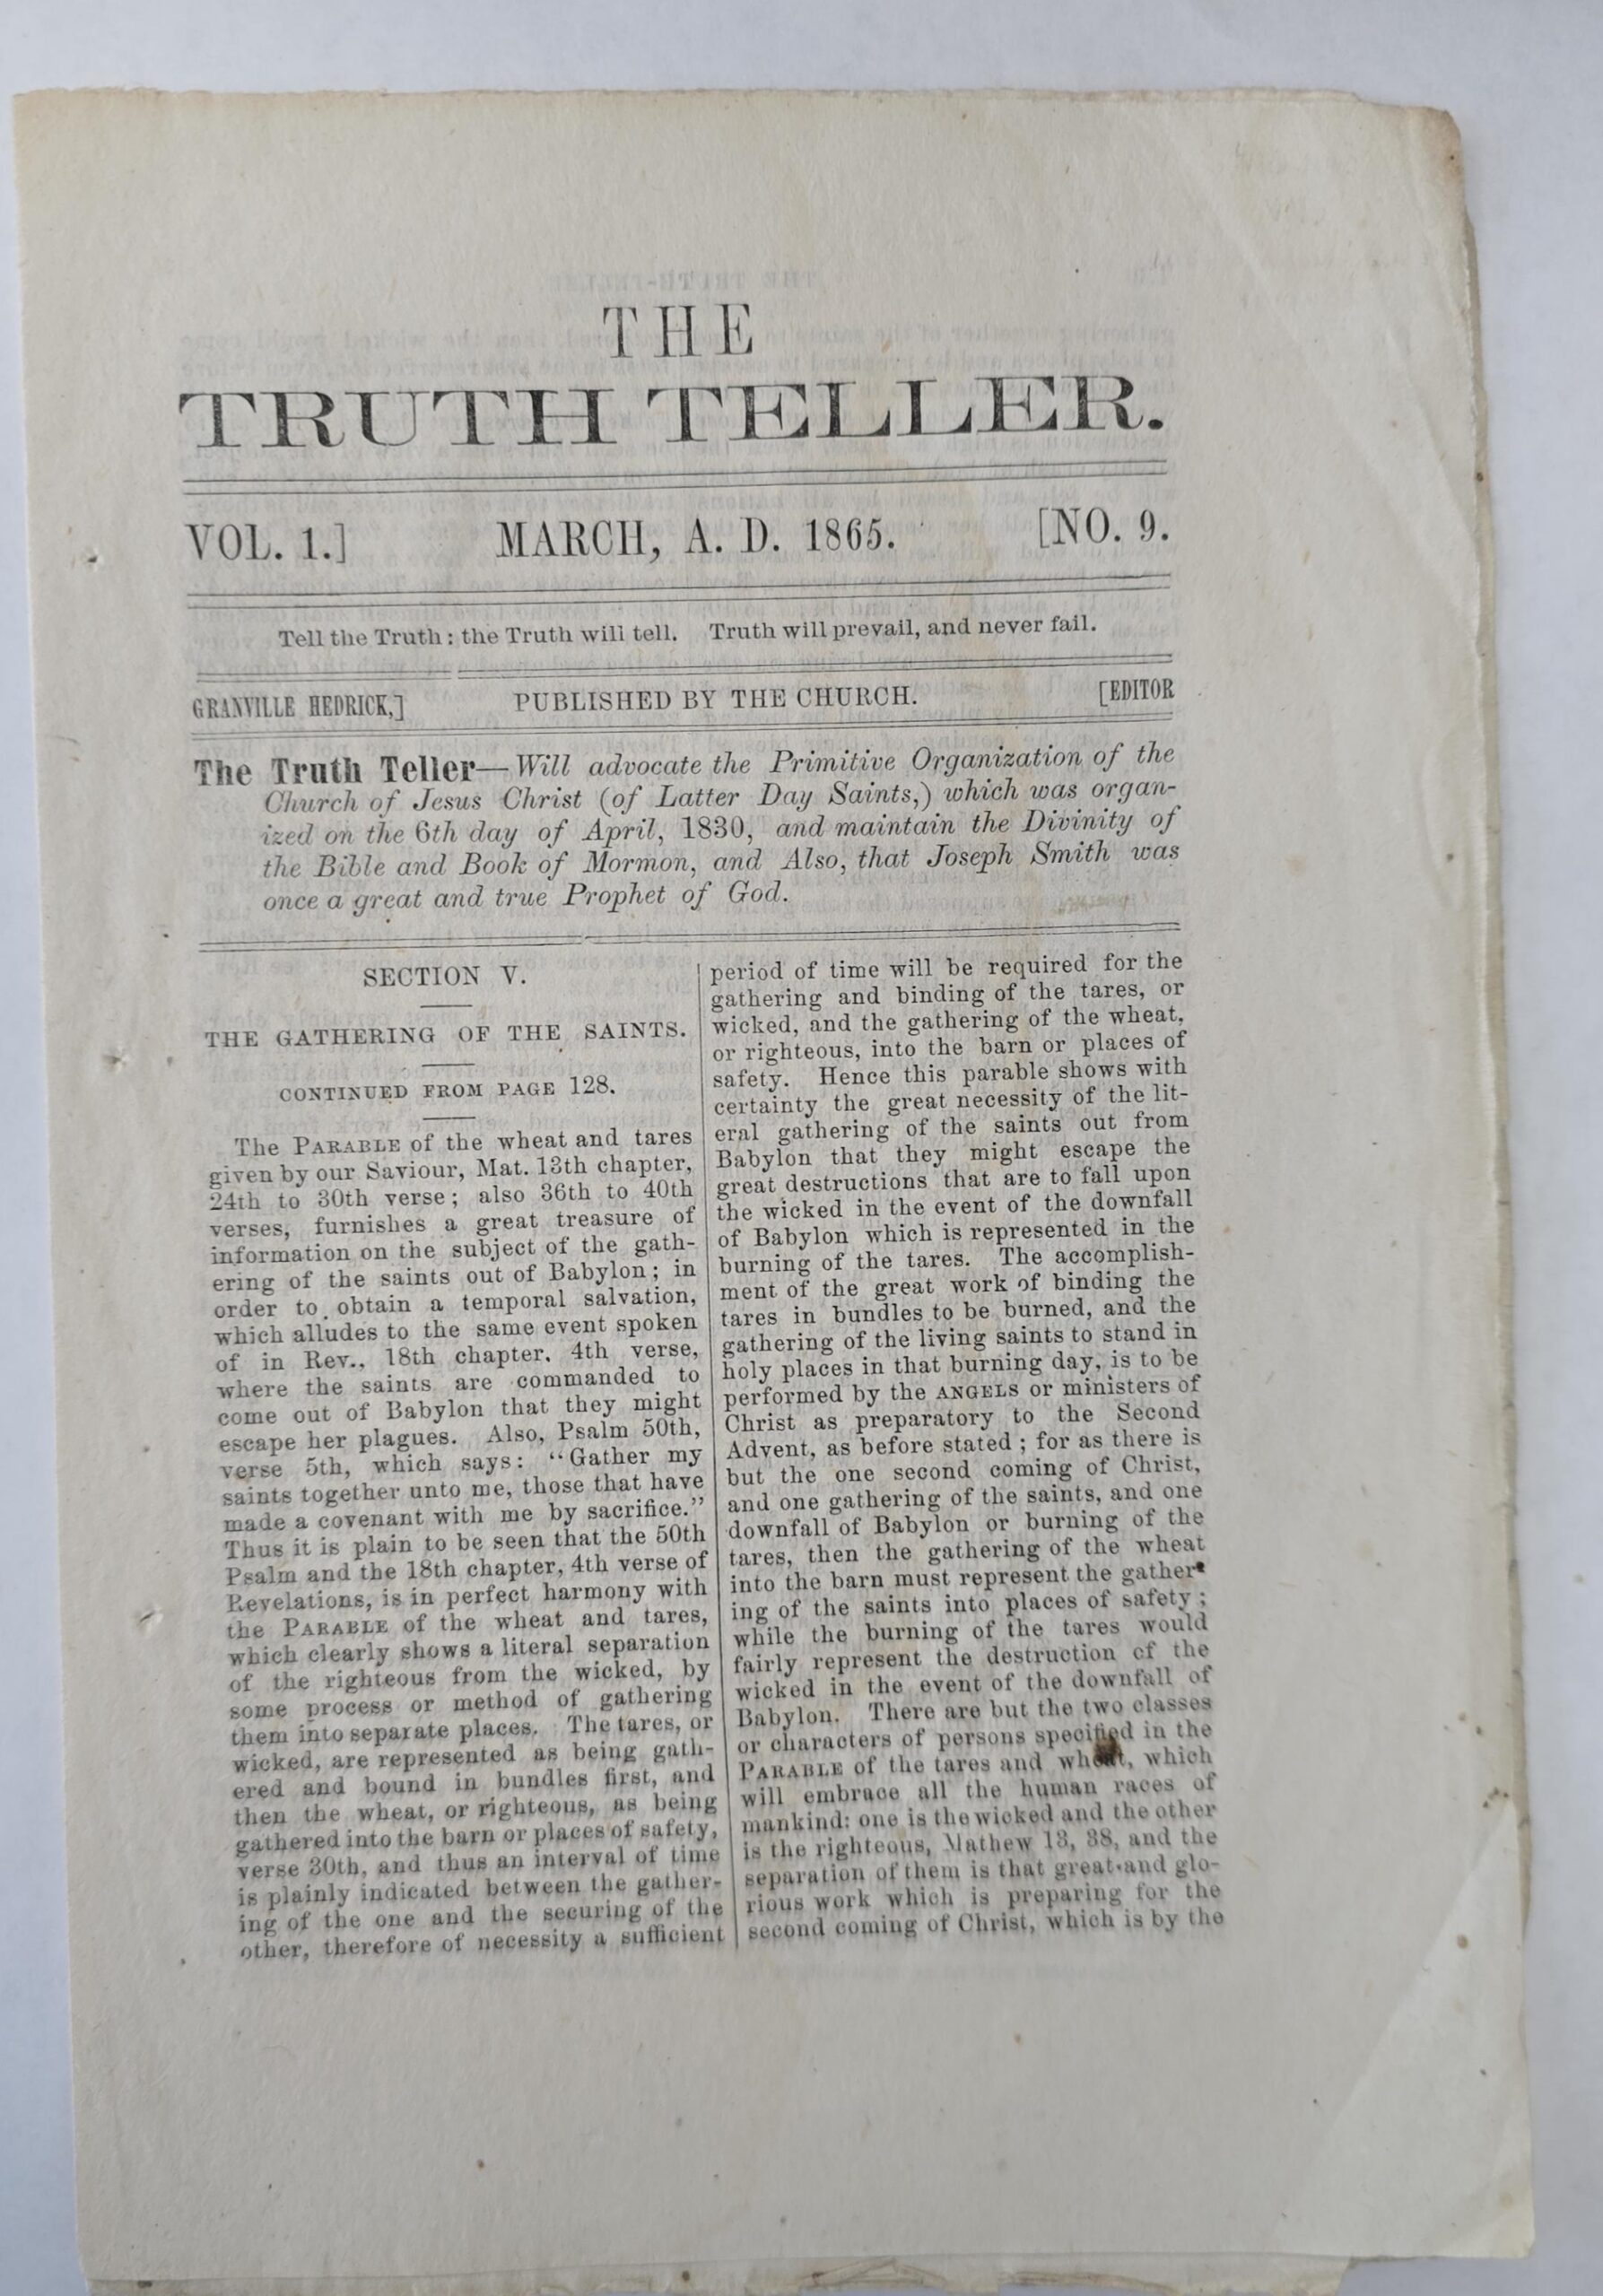 THE
TRUTH TELLER.
VOL. 1.] MARCH, A. D. 1865. [NO. 9.
Tell the Truth: the Truth will tell. Truth will prevail, and never fail.
GRANVILLE HEDRICK,] PUBLISHED BY THE CHURCH. [EDITOR
The Truth Teller—Will advocate the Primitive Organization of the
Church of Jesus Christ (of Latter Day Saints,) which was organ-
ized on the 6th day of April, 1830, and maintain the Divinity of
the Bible and Book of Mormon, and Also, that Joseph Smith was
once a great and true Prophet of God.
SECTION V.
THE GATHERING OF THE SAINTS.
CONTINUED FROM PAGE 128.
The PARABLE of the wheat and tares
given by our Saviour, Mat. 13th chapter,
24th to 30th verse; also 36th to 40th
verses, furnishes a great treasure of
information on the subject of the gath-
ering of the saints out of Babylon; in
order to obtain a temporal salvation,
which alludes to the same event spoken
of in Rev., 18th chapter. 4th verse,
where the saints are commanded to
come out of Babylon that they might
escape her plagues. Also, Psalm 50th,
verse 5th, which says: "Gather my
saints together unto me, those that have
made a covenant with me by sacrifice."
Thus it is plain to be seen that the 50th
Psalm and the 18th chapter, 4th verse of
Revelations, is in perfect harmony with
the PARABLE of the wheat and tares,
which clearly shows a literal separation
of the righteous from the wicked, by
some process or method of gathering
them into separate places. The tares, or
wicked, are represented as being gath-
ered and bound in bundles first, and
then the wheat, or righteous, as being
gathered into the barn or places of safety,
verse 30th, and thus an interval of time
is plainly indicated between the gather-
ing of the one and the securing of the
other, therefore of necessity a sufficient
period of time will be required for the
gathering and binding of the tares, or
wicked, and the gathering of the wheat,
or righteous, into the barn or places of
safety. Hence this parable shows with
certainty the great necessity of the lit-
eral gathering of the saints out from
Babylon that they might escape the
great destructions that are to fall upon
the wicked in the event of the downfall
of Babylon which is represented in the
burning of the tares. The accomplish-
ment of the great work of binding the
tares in bundles to be burned, and the
gathering of the living saints to stand in
holy places in that burning day, is to be
performed by the ANGELS or ministers of
Christ as preparatory to the Second
Advent, as before stated; for as there is
but the one second coming of Christ,
and one gathering of the saints, and one
downfall of Babylon or burning of the
tares, then the gathering of the wheat
into the barn must represent the gather-
ing of the saints into places of safety;
while the burning of the tares would
fairly represent the destruction of the
wicked in the event of the downfall of
Babylon. There are but the two classes
or characters of persons specified in the
PARABLE of the tares and wheat, which
will embrace all the human races of
mankind: one is the wicked and the other
is the righteous, Mathew 13, 38, and the
separation of them is that great and glo-
rious work which is preparing for the
second coming of Christ, which is by the